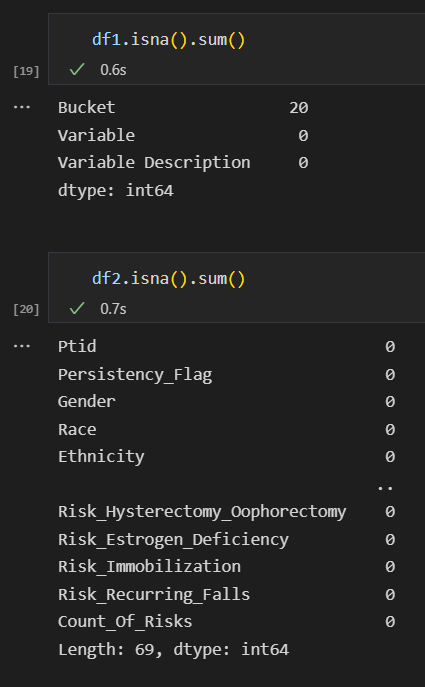 df1.isna().sum()
[19] ✓ 0.6s
... Bucket 20
Variable 0
Variable Description 0
dtype: int64
df2.isna().sum()
[20] ✓ 0.7s
... Ptid 0
Persistency_Flag 0
Gender 0
Race 0
Ethnicity 0
..
Risk_Hysterectomy_Oophorectomy 0
Risk_Estrogen_Deficiency 0
Risk_Immobilization 0
Risk_Recurring_Falls 0
Count_Of_Risks 0
Length: 69, dtype: int64